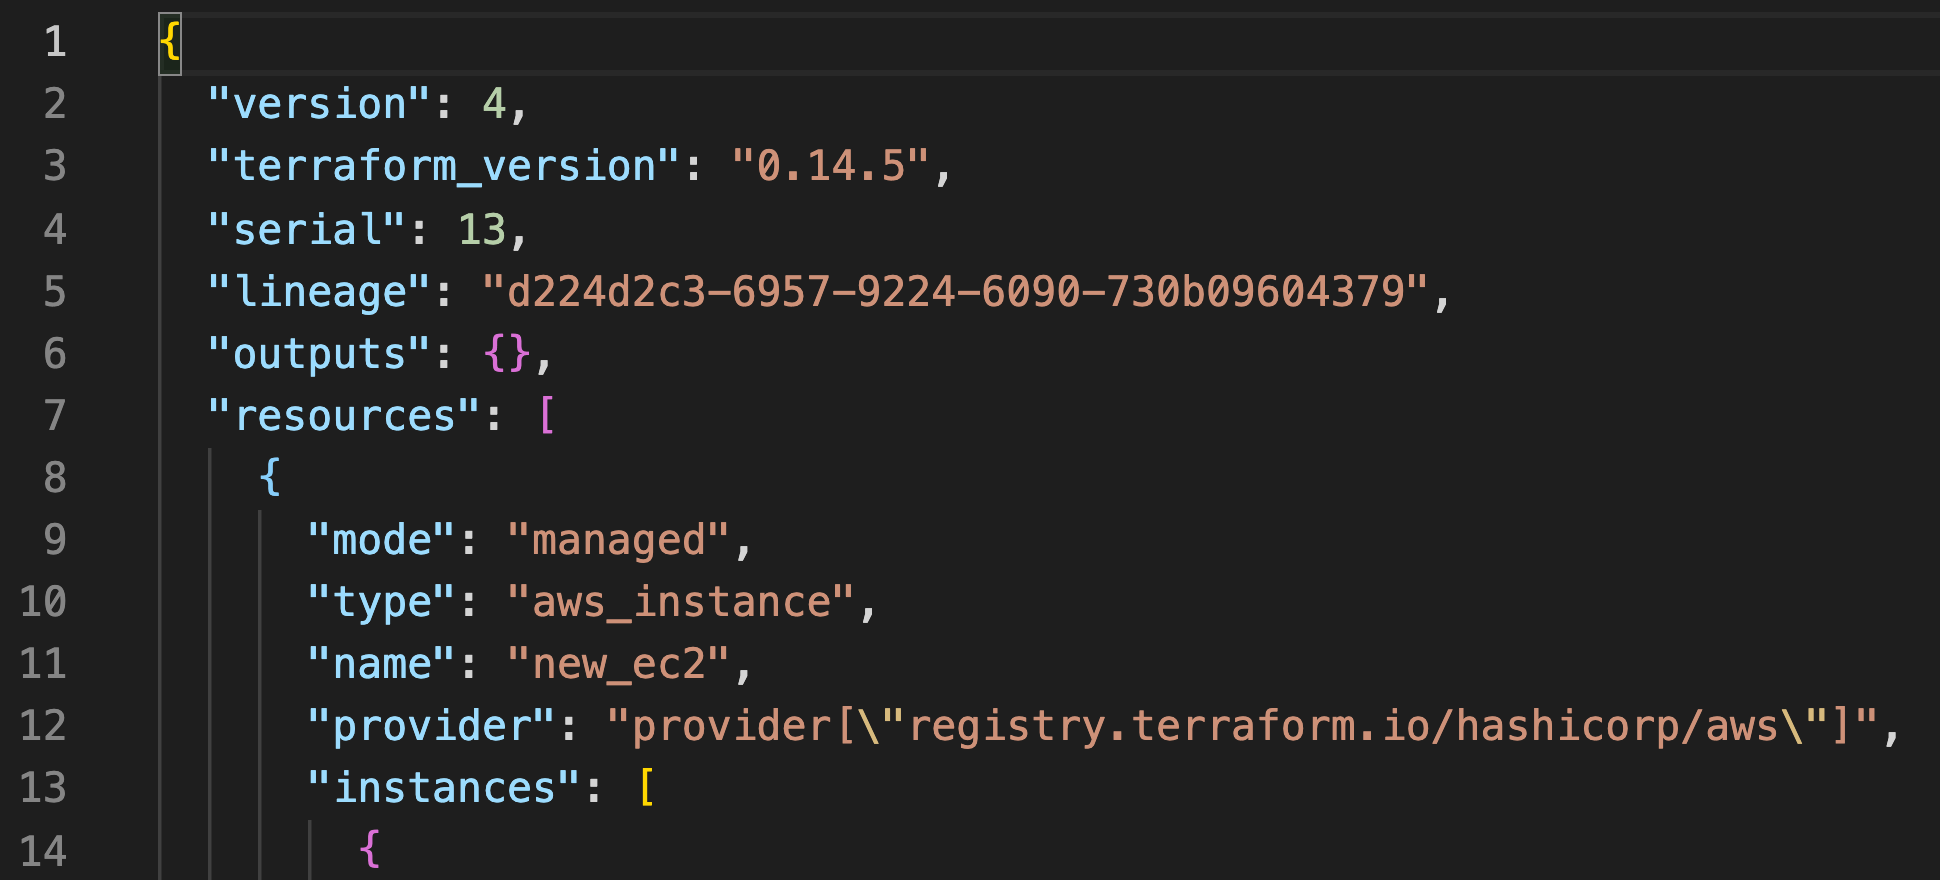 1 {
2 "version": 4,
3 "terraform_version": "0.14.5",
4 "serial": 13,
5 "lineage": "d224d2c3-6957-9224-6090-730b09604379",
6 "outputs": {},
7 "resources": [
8 {
9 "mode": "managed",
10 "type": "aws_instance",
11 "name": "new_ec2",
12 "provider": "provider[\"registry.terraform.io/hashicorp/aws\"]",
13 "instances": [
14 {